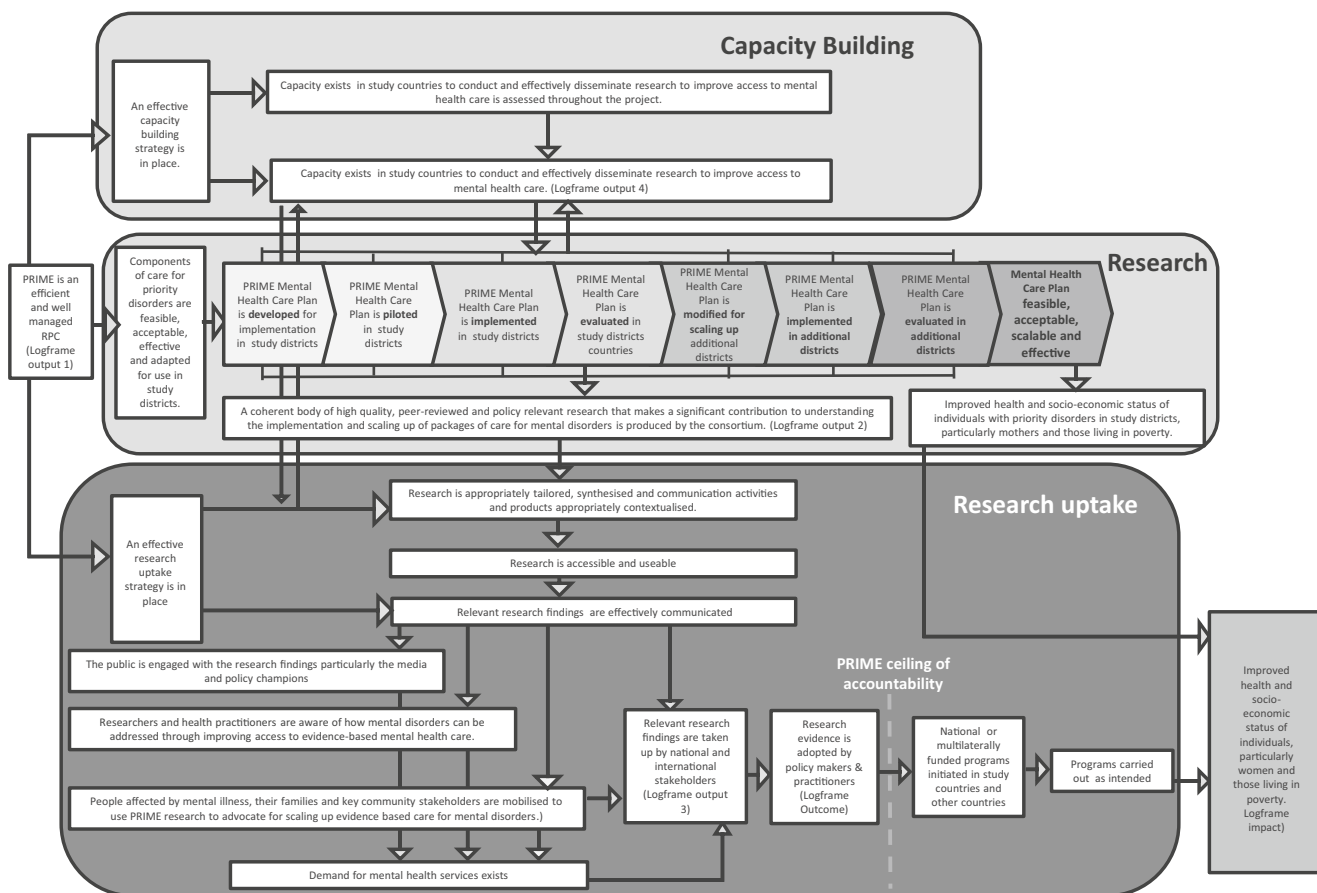 Capacity Building
An effective
capacity
building
strategy is
in place.
Capacity exists in study countries to conduct and effectively disseminate research to improve access to mental
health care is assessed throughout the project.
Capacity exists in study countries to conduct and effectively disseminate research to improve access to
mental health care. (Logframe output 4)
PRIME is an
efficient and
well
managed
RPC
(Logframe
output 1)
Research
Components
of care for
priority
disorders are
feasible,
acceptable,
effective
and adapted
for use in
study
districts.
PRIME Mental
Health Care Plan
is developed for
implementation
in study districts
PRIME Mental
Health Care
Plan is piloted
in study
districts
PRIME Mental
Health Care Plan
is implemented
in study districts
PRIME Mental
Health Care
Plan is
evaluated in
study districts
countries
PRIME Mental
Health Care
Plan is
modified for
scaling up
additional
districts
PRIME Mental
Health Care
Plan is
implemented
in additional
districts
PRIME Mental
Health Care Plan
is evaluated in
additional
districts
Mental Health
Care Plan
feasible,
acceptable,
scalable and
effective
A coherent body of high quality, peer-reviewed and policy relevant research that makes a significant contribution to understanding
the implementation and scaling up of packages of care for mental disorders is produced by the consortium. (Logframe output 2)
Improved health and socio-economic status of
individuals with priority disorders in study districts,
particularly mothers and those living in poverty.
Research uptake
An effective
research
uptake
strategy is in
place
Research is appropriately tailored, synthesised and communication activities
and products appropriately contextualised.
Research is accessible and useable
Relevant research findings are effectively communicated
The public is engaged with the research findings particularly the media
and policy champions
Researchers and health practitioners are aware of how mental disorders can be
addressed through improving access to evidence-based mental health care.
People affected by mental illness, their families and key community stakeholders are mobilised to
use PRIME research to advocate for scaling up evidence based care for mental disorders.)
Demand for mental health services exists
Relevant research
findings are taken
up by national and
international
stakeholders
(Logframe output
3)
Research
evidence is
adopted by
policy makers &
practitioners
(Logframe
Outcome)
PRIME ceiling of
accountability
National or
multilaterally
funded programs
initiated in study
countries and
other countries
Programs carried
out as intended
Improved
health and
socio-
economic
status of
individuals,
particularly
women and
those living in
poverty.
Logframe
impact)